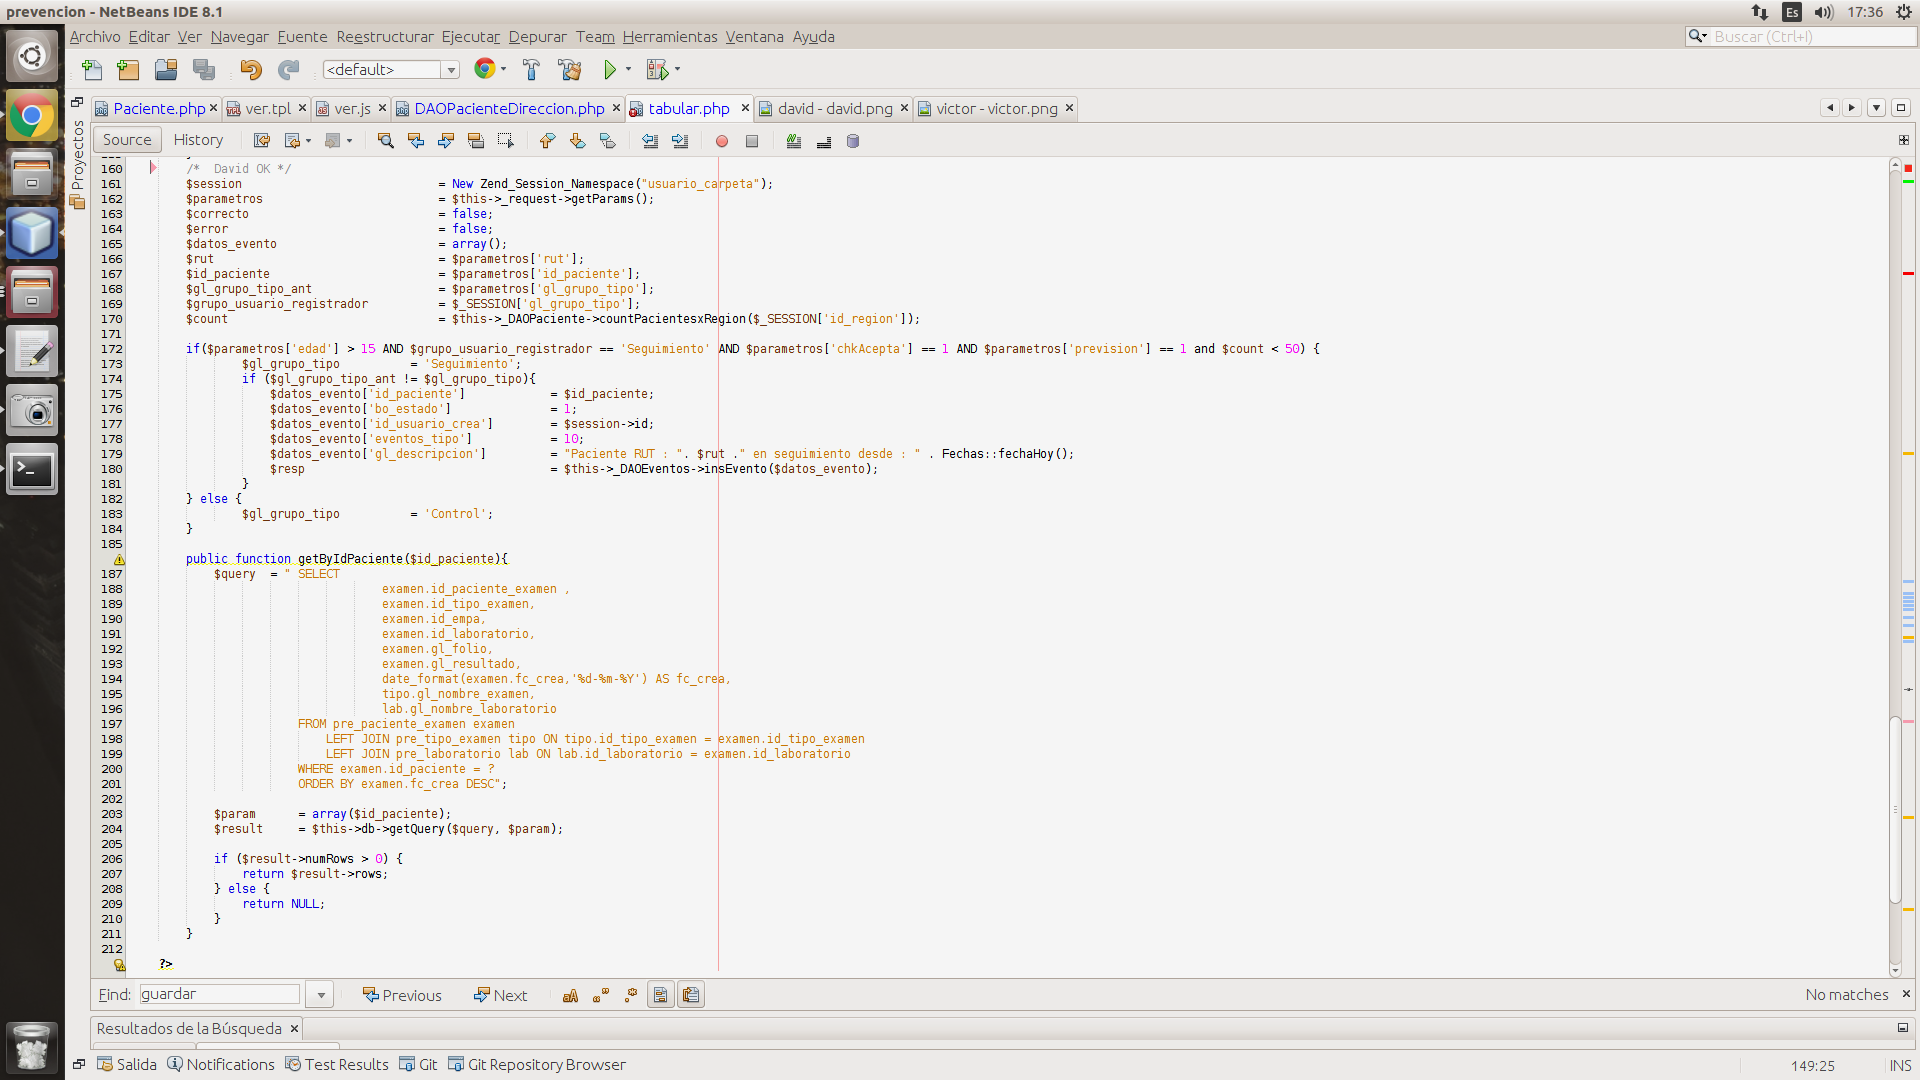 prevencion - NetBeans IDE 8.1
Es
17:36
Archivo Editar Ver Navegar Fuente Reestructurar Ejecutar Depurar Team Herramientas Ventana Ayuda
Buscar (Ctrl+I)
<default>
Paciente.php ver.tpl ver.js DAOPacienteDireccion.php tabular.php david - david.png victor - victor.png
Source History
Proyectos
160 /*  David OK */
161 $session = New Zend_Session_Namespace("usuario_carpeta");
162 $parametros = $this->_request->getParams();
163 $correcto = false;
164 $error = false;
165 $datos_evento = array();
166 $rut = $parametros['rut'];
167 $id_paciente = $parametros['id_paciente'];
168 $gl_grupo_tipo_ant = $parametros['gl_grupo_tipo'];
169 $grupo_usuario_registrador = $_SESSION['gl_grupo_tipo'];
170 $count = $this->_DAOPaciente->countPacientesxRegion($_SESSION['id_region']);
171
172 if($parametros['edad'] > 15 AND $grupo_usuario_registrador == 'Seguimiento' AND $parametros['chkAcepta'] == 1 AND $parametros['prevision'] == 1 and $count < 50) {
173 $gl_grupo_tipo = 'Seguimiento';
174 if ($gl_grupo_tipo_ant != $gl_grupo_tipo){
175 $datos_evento['id_paciente'] = $id_paciente;
176 $datos_evento['bo_estado'] = 1;
177 $datos_evento['id_usuario_crea'] = $session->id;
178 $datos_evento['eventos_tipo'] = 10;
179 $datos_evento['gl_descripcion'] = "Paciente RUT : ". $rut ." en seguimiento desde : " . Fechas::fechaHoy();
180 $resp = $this->_DAOEventos->insEvento($datos_evento);
181 }
182 } else {
183 $gl_grupo_tipo = 'Control';
184 }
185
public function getByIdPaciente($id_paciente){
187 $query  = " SELECT
188 examen.id_paciente_examen ,
189 examen.id_tipo_examen,
190 examen.id_empa,
191 examen.id_laboratorio,
192 examen.gl_folio,
193 examen.gl_resultado,
194 date_format(examen.fc_crea,'%d-%m-%Y') AS fc_crea,
195 tipo.gl_nombre_examen,
196 lab.gl_nombre_laboratorio
197 FROM pre_paciente_examen examen
198 LEFT JOIN pre_tipo_examen tipo ON tipo.id_tipo_examen = examen.id_tipo_examen
199 LEFT JOIN pre_laboratorio lab ON lab.id_laboratorio = examen.id_laboratorio
200 WHERE examen.id_paciente = ?
201 ORDER BY examen.fc_crea DESC";
202
203 $param = array($id_paciente);
204 $result = $this->db->getQuery($query, $param);
205
206 if ($result->numRows > 0) {
207 return $result->rows;
208 } else {
209 return NULL;
210 }
211 }
212
?>
Find: guardar Previous Next No matches
Resultados de la Búsqueda
Salida Notifications Test Results Git Git Repository Browser 149:25 INS